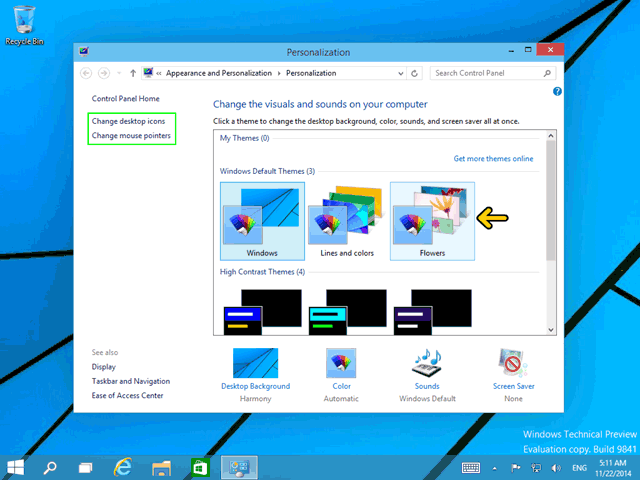 Recycle Bin
Personalization
« Appearance and Personalization Personalization
Search Control Panel
Control Panel Home
Change desktop icons
Change mouse pointers
Change the visuals and sounds on your computer
Click a theme to change the desktop background, color, sounds, and screen saver all at once.
My Themes (0)
Get more themes online
Windows Default Themes (3)
Windows
Lines and colors
Flowers
High Contrast Themes (4)
See also
Display
Taskbar and Navigation
Ease of Access Center
Desktop Background
Harmony
Color
Automatic
Sounds
Windows Default
Screen Saver
None
Windows Technical Preview
Evaluation copy. Build 9841
ENG
5:11 AM
11/22/2014